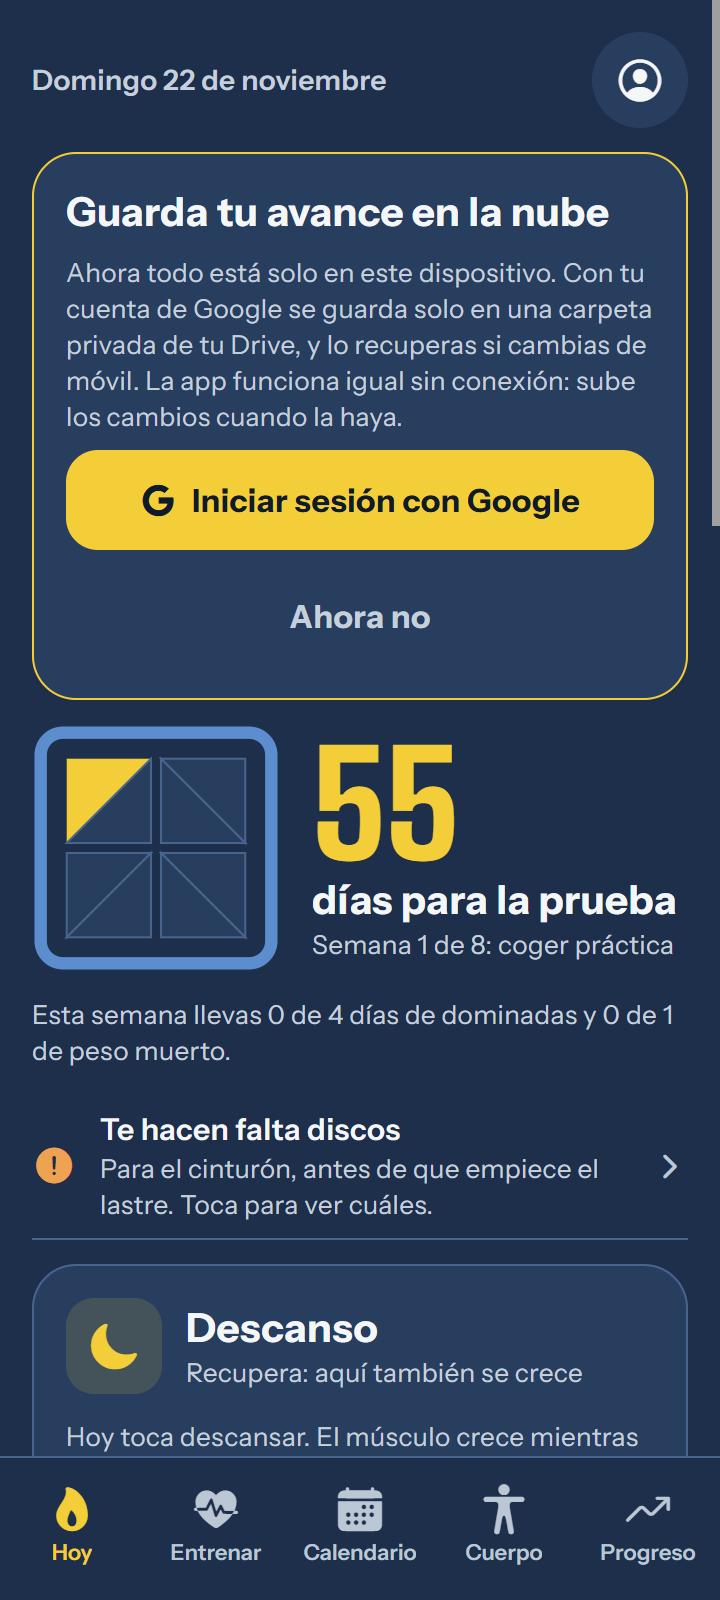 Domingo 22 de noviembre
Guarda tu avance en la nube
Ahora todo está solo en este dispositivo. Con tu
cuenta de Google se guarda solo en una carpeta
privada de tu Drive, y lo recuperas si cambias de
móvil. La app funciona igual sin conexión: sube
los cambios cuando la haya.
Iniciar sesión con Google
Ahora no
55
días para la prueba
Semana 1 de 8: coger práctica
Esta semana llevas 0 de 4 días de dominadas y 0 de 1
de peso muerto.
Te hacen falta discos
Para el cinturón, antes de que empiece el
lastre. Toca para ver cuáles.
Descanso
Recupera: aquí también se crece
Hoy toca descansar. El músculo crece mientras
Hoy
Entrenar
Calendario
Cuerpo
Progreso